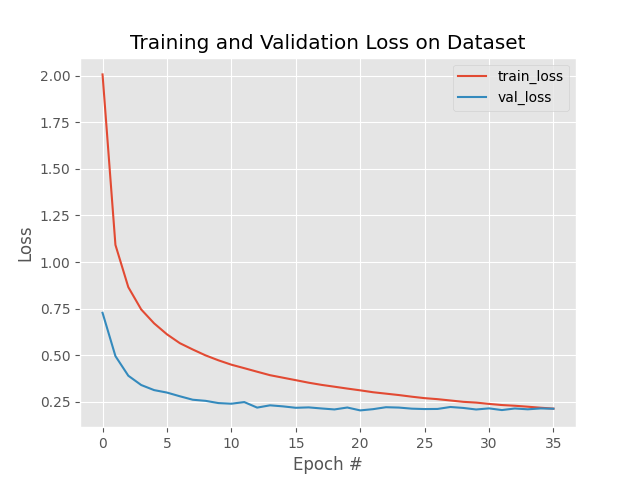 Training and Validation Loss on Dataset
train_loss
val_loss
2.00
1.75
1.50
1.25
1.00
0.75
0.50
0.25
Loss
0 5 10 15 20 25 30 35
Epoch #